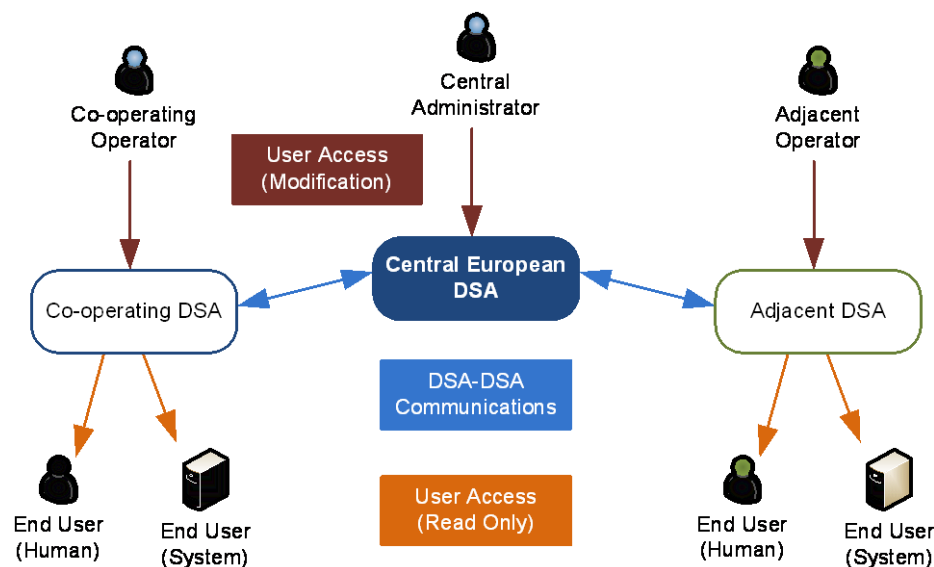 Co-operating
Operator
Central
Administrator
Adjacent
Operator
User Access
(Modification)
Central European
DSA
Co-operating DSA
Adjacent DSA
DSA-DSA
Communications
User Access
(Read Only)
End User
(Human)
End User
(System)
End User
(Human)
End User
(System)